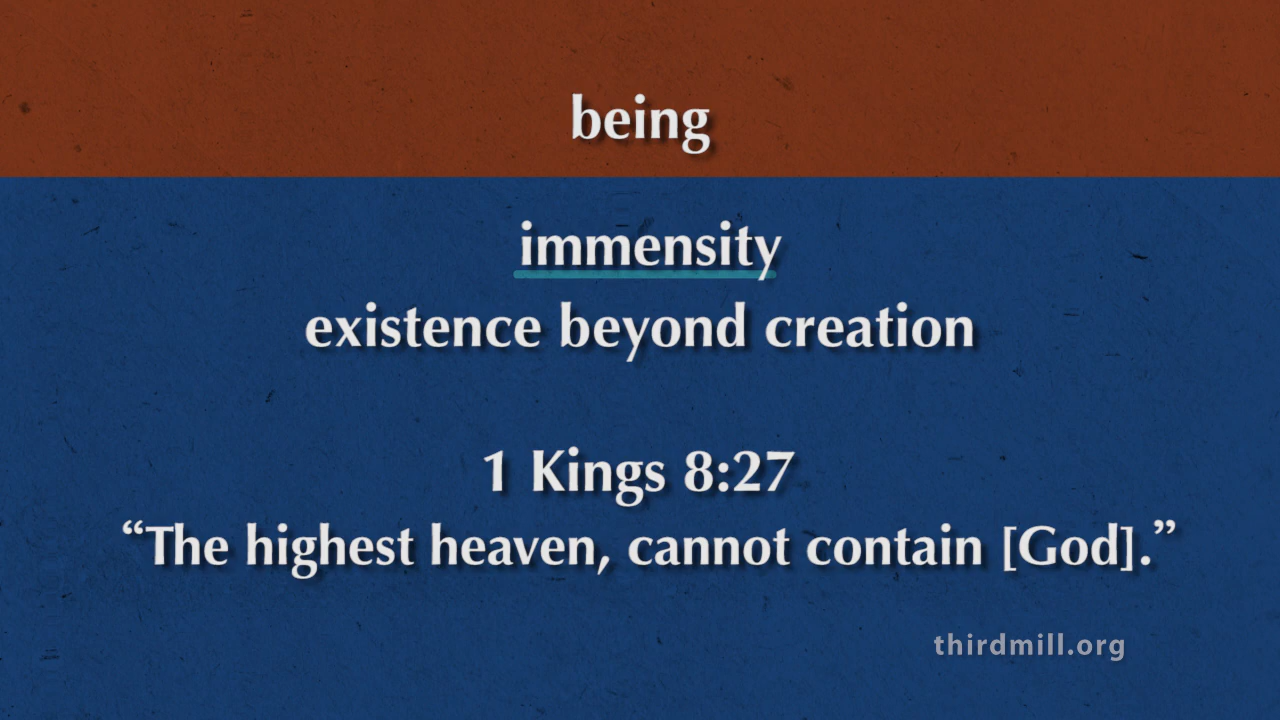 being
immensity
existence beyond creation
1 Kings 8:27
“The highest heaven, cannot contain [God].”
thirdmill.org